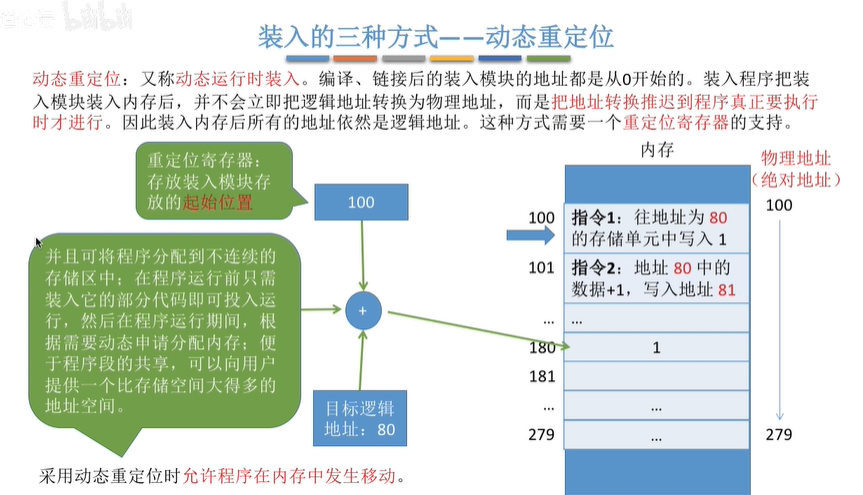 bilibili
装入的三种方式——动态重定位
动态重定位：又称动态运行时装入。编译、链接后的装入模块的地址都是从0开始的。装入程序把装
入模块装入内存后，并不会立即把逻辑地址转换为物理地址，而是把地址转换推迟到程序真正要执行
时才进行。因此装入内存后所有的地址依然是逻辑地址。这种方式需要一个重定位寄存器的支持。
重定位寄存器：
存放装入模块存
放的起始位置
100
并且可将程序分配到不连续的
存储区中；在程序运行前只需
装入它的部分代码即可投入运
行，然后在程序运行期间，根
据需要动态申请分配内存；便
于程序段的共享，可以向用户
提供一个比存储空间大得多的
地址空间。
+
目标逻辑
地址：80
采用动态重定位时允许程序在内存中发生移动。
内存
物理地址
（绝对地址）
100
指令1：往地址为 80
的存储单元中写入 1
100
101
指令2：地址 80 中的
数据+1，写入地址 81
...
...
180
1
181
...
...
279
...
279